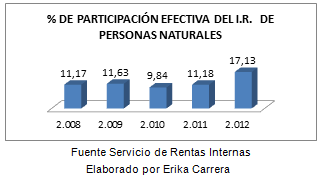 % DE PARTICIPACIÓN EFECTIVA DEL I.R. DE
PERSONAS NATURALES
11,17 11,63 9,84 11,18 17,13
2.008 2.009 2.010 2.011 2.012
Fuente Servicio de Rentas Internas
Elaborado por Erika Carrera